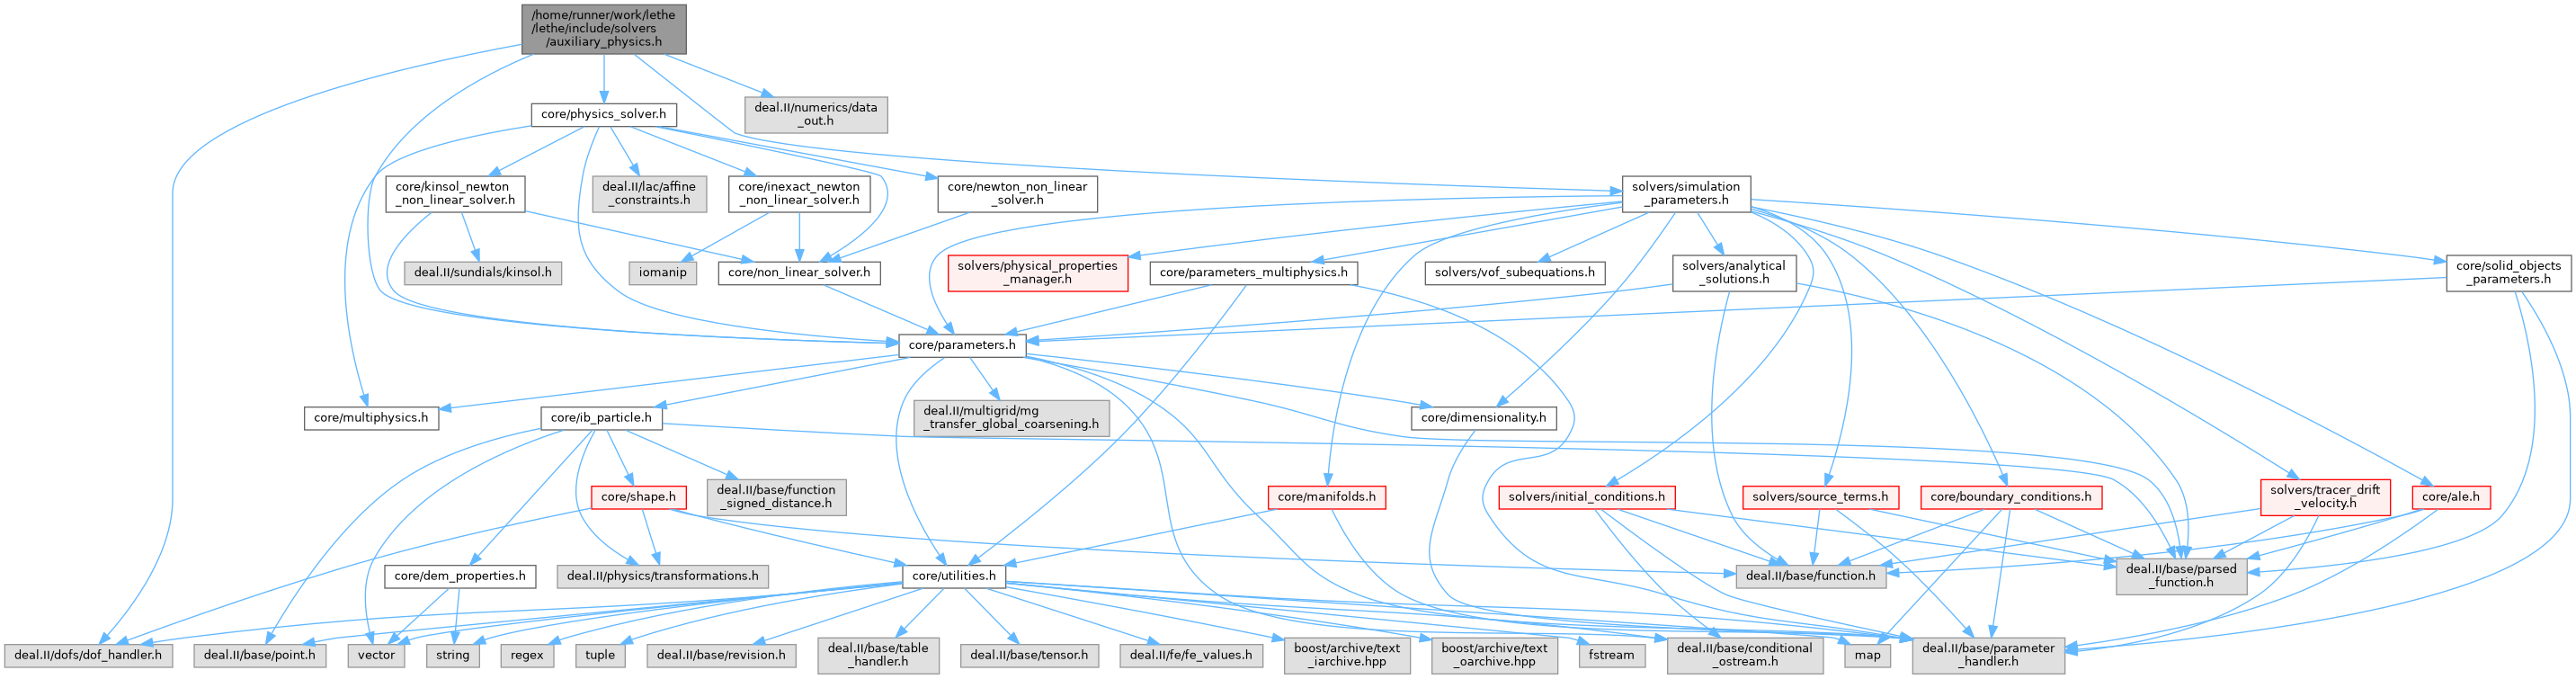 /home/runner/work/lethe
/lethe/include/solvers
/auxiliary_physics.h
deal.II/numerics/data
_out.h
core/physics_solver.h
core/kinsol_newton
_non_linear_solver.h
deal.II/lac/affine
_constraints.h
core/inexact_newton
_non_linear_solver.h
core/newton_non_linear
_solver.h
solvers/simulation
_parameters.h
deal.II/sundials/kinsol.h
iomanip
core/non_linear_solver.h
solvers/physical_properties
_manager.h
core/parameters_multiphysics.h
solvers/vof_subequations.h
solvers/analytical
_solutions.h
core/solid_objects
_parameters.h
core/parameters.h
core/multiphysics.h
core/ib_particle.h
deal.II/multigrid/mg
_transfer_global_coarsening.h
core/dimensionality.h
core/shape.h
deal.II/base/function
_signed_distance.h
core/manifolds.h
solvers/initial_conditions.h
solvers/source_terms.h
core/boundary_conditions.h
solvers/tracer_drift
_velocity.h
core/ale.h
core/dem_properties.h
deal.II/physics/transformations.h
core/utilities.h
deal.II/base/function.h
deal.II/base/parsed
_function.h
deal.II/dofs/dof_handler.h
deal.II/base/point.h
vector
string
regex
tuple
deal.II/base/revision.h
deal.II/base/table
_handler.h
deal.II/base/tensor.h
deal.II/fe/fe_values.h
boost/archive/text
_iarchive.hpp
boost/archive/text
_oarchive.hpp
fstream
deal.II/base/conditional
_ostream.h
map
deal.II/base/parameter
_handler.h